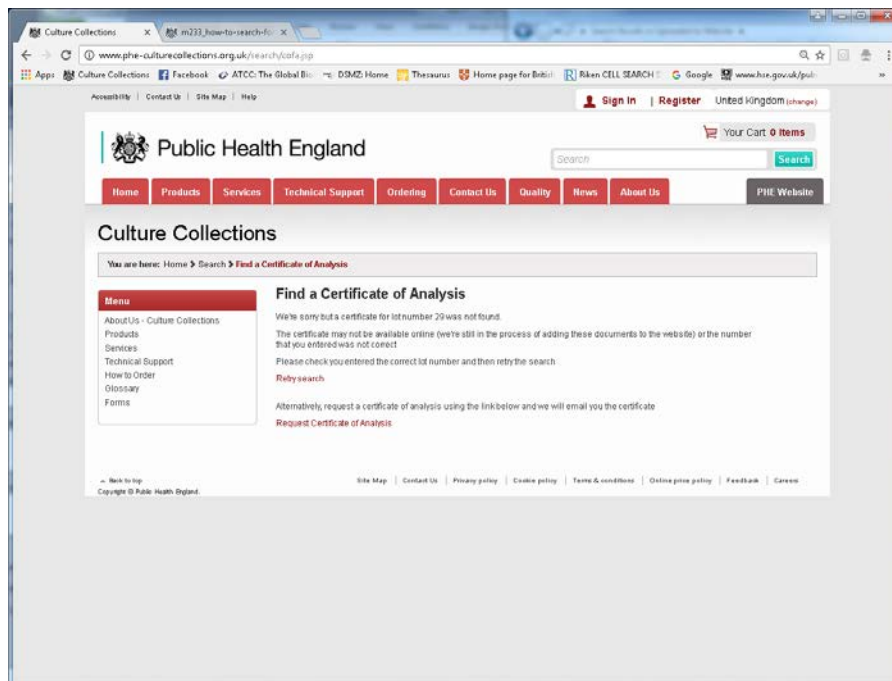 Culture Collections
m233_how-to-search-fo
www.phe-culturecollections.org.uk/search/cofa.jsp
Apps Culture Collections Facebook ATCC: The Global Bio DSMZ: Home Thesaurus Home page for British Riken CELL SEARCH Google www.hse.gov.uk/pub »
Accessibility | Contact Us | Site Map | Help
Sign In | Register United Kingdom (change)
Your Cart 0 Items
Public Health England
Search Search
Home Products Services Technical Support Ordering Contact Us Quality News About Us PHE Website
Culture Collections
You are here: Home > Search > Find a Certificate of Analysis
Menu
About Us - Culture Collections
Products
Services
Technical Support
How to Order
Glossary
Forms
Find a Certificate of Analysis
We're sorry but a certificate for lot number 29 was not found.
The certificate may not be available online (we're still in the process of adding these documents to the website) or the number
that you entered was not correct
Please check you entered the correct lot number and then retry the search
Retry search
Alternatively, request a certificate of analysis using the link below and we will email you the certificate
Request Certificate of Analysis
Back to top
Copyright © Public Health England.
Site Map | Contact Us | Privacy policy | Cookie policy | Terms & conditions | Online price policy | Feedback | Careers